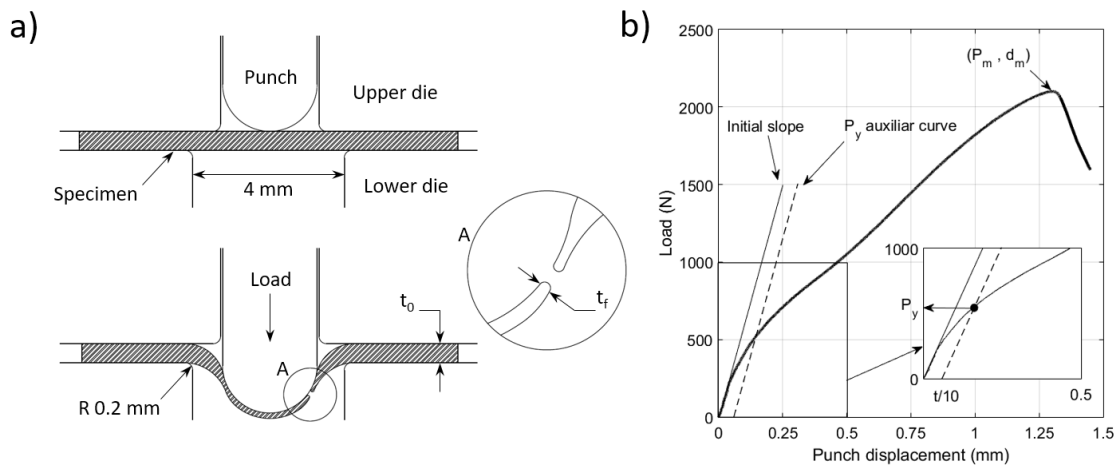 a)
Punch
Upper die
Specimen
4 mm
Lower die
Load
t0
A
R 0.2 mm
A
tf
b)
2500
2000
1500
1000
500
0
Load (N)
0
0.25
0.5
0.75
1
1.25
1.5
Punch displacement (mm)
(Pm , dm)
Initial slope
Py auxiliar curve
1000
Py
0
t/10
0.5